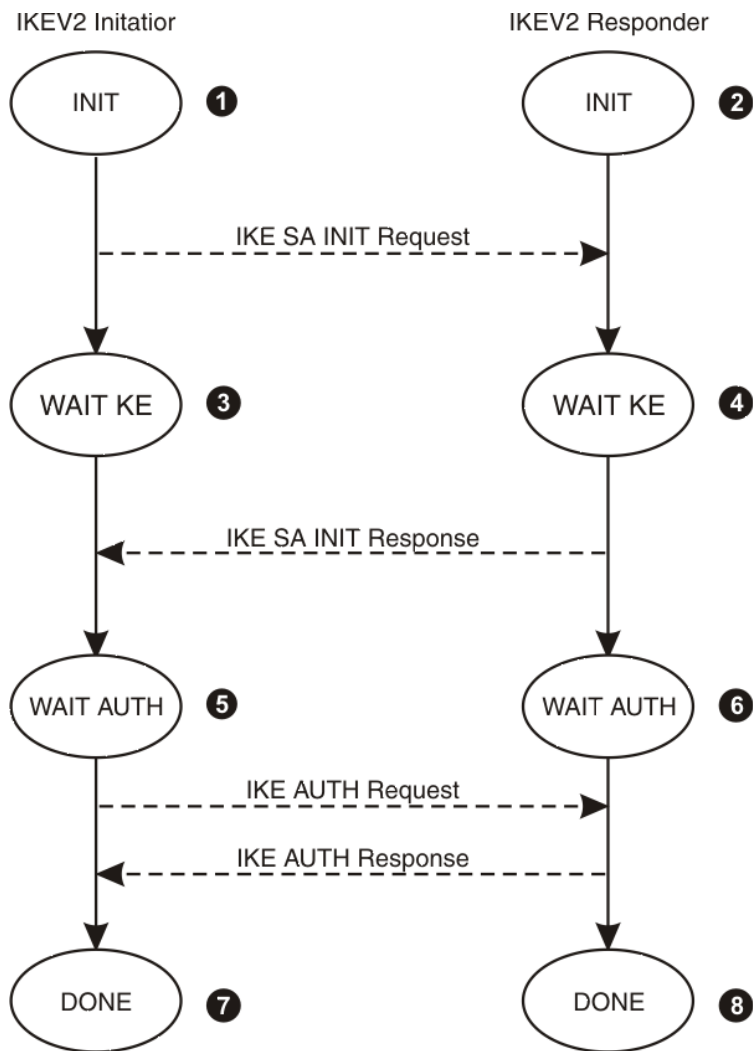 IKEV2 Initatior
IKEV2 Responder
INIT
1
INIT
2
IKE SA INIT Request
WAIT KE
3
WAIT KE
4
IKE SA INIT Response
WAIT AUTH
5
WAIT AUTH
6
IKE AUTH Request
IKE AUTH Response
DONE
7
DONE
8